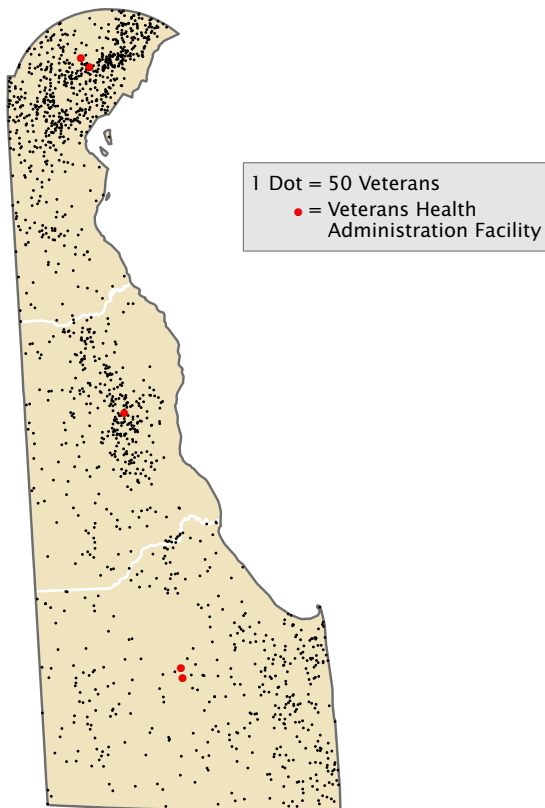 1 Dot = 50 Veterans
= Veterans Health
Administration Facility